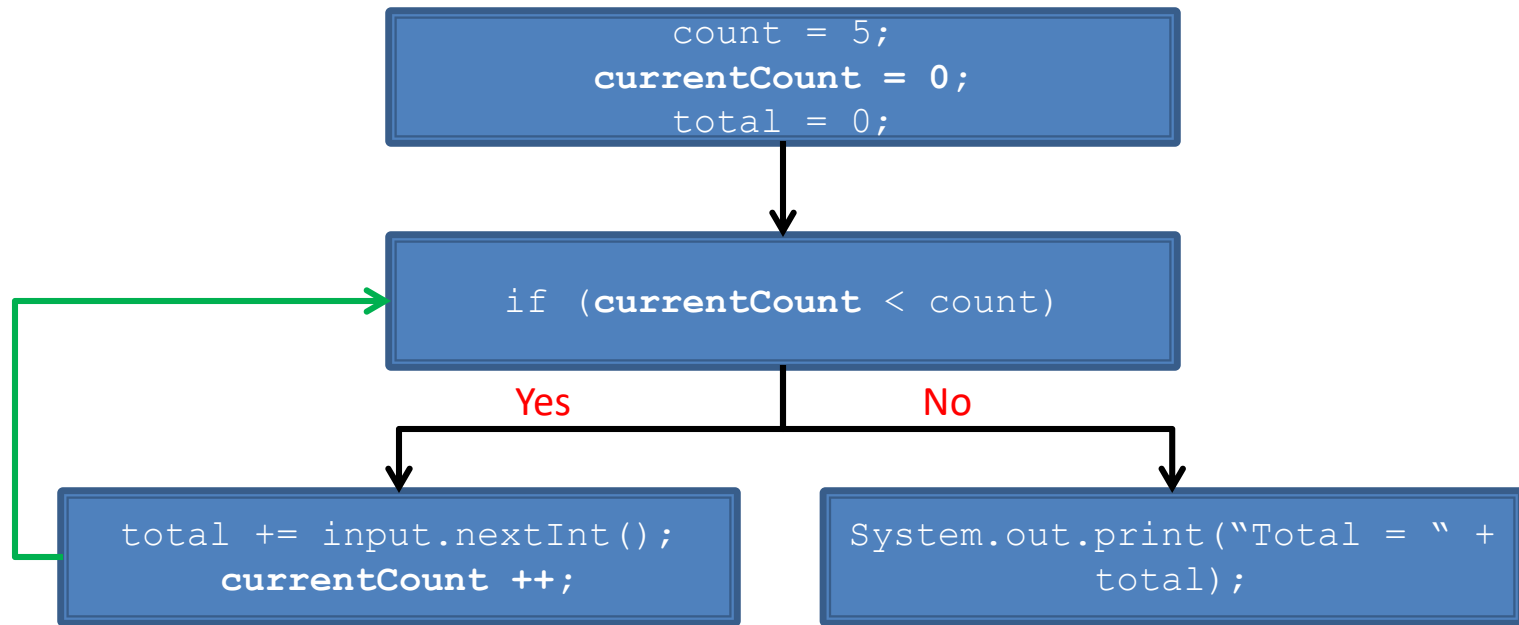 count = 5;
currentCount = 0;
total = 0;
if (currentCount < count)
Yes
No
total += input.nextInt();
currentCount ++;
System.out.print(“Total = “ +
total);